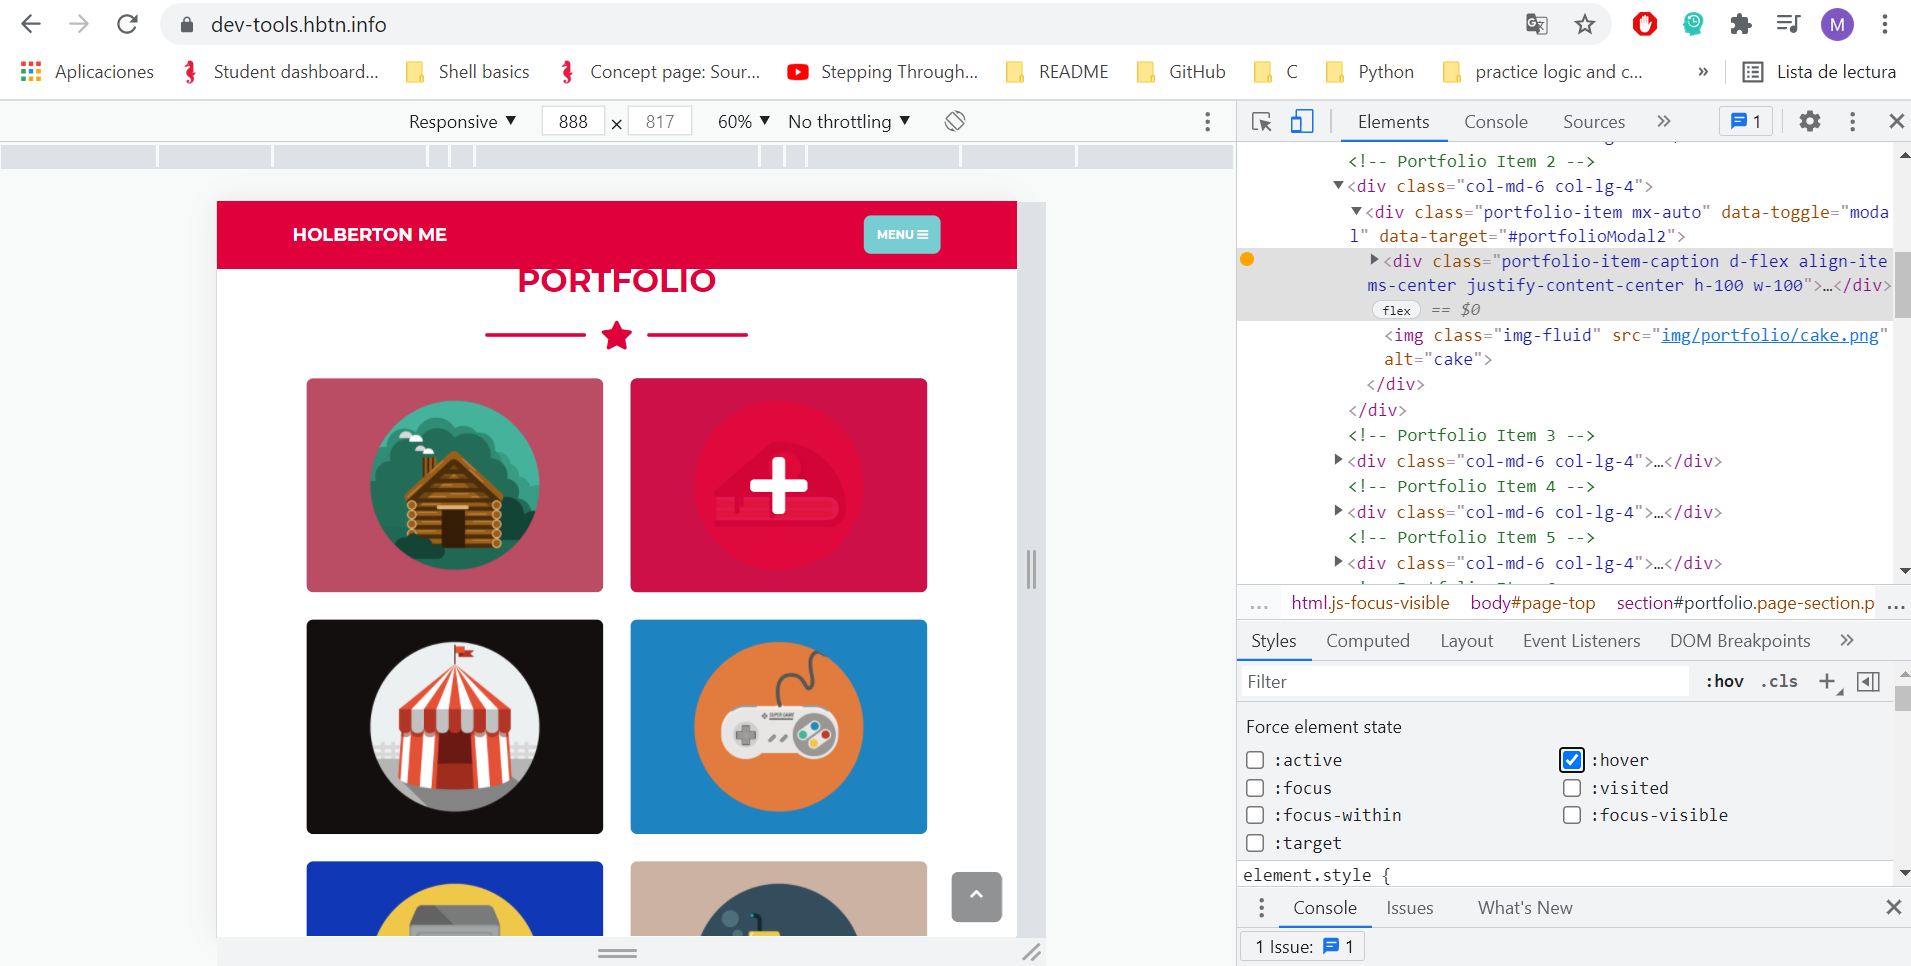 dev-tools.hbtn.info
M
Aplicaciones Student dashboard... Shell basics Concept page: Sour... Stepping Through... README GitHub C Python practice logic and c... » Lista de lectura
Responsive ▼ 888 × 817 60% ▼ No throttling ▼
Elements Console Sources » 1
HOLBERTON ME
MENU
PORTFOLIO
SUPER GAME
<!-- Portfolio Item 2 -->
▼<div class="col-md-6 col-lg-4">
▼<div class="portfolio-item mx-auto" data-toggle="moda
l" data-target="#portfolioModal2">
▶<div class="portfolio-item-caption d-flex align-ite
ms-center justify-content-center h-100 w-100">…</div>
flex == $0
<img class="img-fluid" src="img/portfolio/cake.png"
alt="cake">
</div>
</div>
<!-- Portfolio Item 3 -->
▶<div class="col-md-6 col-lg-4">…</div>
<!-- Portfolio Item 4 -->
▶<div class="col-md-6 col-lg-4">…</div>
<!-- Portfolio Item 5 -->
▶<div class="col-md-6 col-lg-4">…</div>
... html.js-focus-visible body#page-top section#portfolio.page-section.p ...
Styles Computed Layout Event Listeners DOM Breakpoints »
Filter :hov .cls +
Force element state
:active :hover
:focus :visited
:focus-within :focus-visible
:target
element.style {
Console Issues What's New
1 Issue: 1